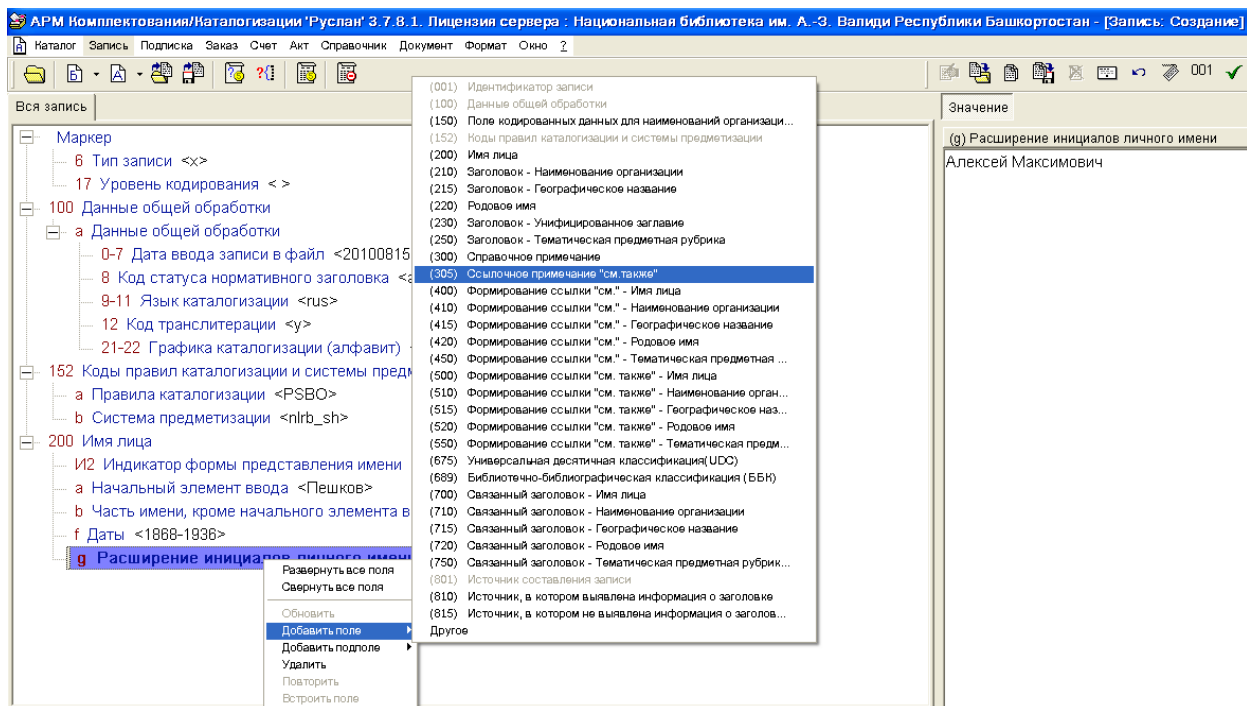 АРМ Комплектования/Каталогизации 'Руслан' 3.7.8.1. Лицензия сервера : Национальная библиотека им. А.-З. Валиди Республики Башкортостан - [Запись: Создание]
Каталог Запись Подписка Заказ Счет Акт Справочник Документ Формат Окно ?
001
Вся запись
Маркер
6 Тип записи <x>
17 Уровень кодирования < >
100 Данные общей обработки
a Данные общей обработки
0-7 Дата ввода записи в файл <20100815
8 Код статуса нормативного заголовка
9-11 Язык каталогизации <rus>
12 Код транслитерации <y>
21-22 Графика каталогизации (алфавит)
152 Коды правил каталогизации и системы
a Правила каталогизации <PSBO>
b Система предметизации <nlrb_sh>
200 Имя лица
И2 Индикатор формы представления имени
a Начальный элемент ввода <Пешков>
b Часть имени, кроме начального элемента в
f Даты <1868-1936>
g Расширение инициалов личного имени
Развернуть все поля
Свернуть все поля
Обновить
Добавить поле
Добавить подполе
Удалить
Повторить
Встроить поле
(001) Идентификатор записи
(100) Данные общей обработки
(150) Поле кодированных данных для наименований организаци...
(152) Коды правил каталогизации и системы предметизации
(200) Имя лица
(210) Заголовок - Наименование организации
(215) Заголовок - Географическое название
(220) Родовое имя
(230) Заголовок - Унифицированное заглавие
(250) Заголовок - Тематическая предметная рубрика
(300) Справочное примечание
(305) Ссылочное примечание "см.также"
(400) Формирование ссылки "см." - Имя лица
(410) Формирование ссылки "см." - Наименование организации
(415) Формирование ссылки "см." - Географическое название
(420) Формирование ссылки "см." - Родовое имя
(450) Формирование ссылки "см." - Тематическая предметная ...
(500) Формирование ссылки "см. также" - Имя лица
(510) Формирование ссылки "см. также" - Наименование орган...
(515) Формирование ссылки "см. также" - Географическое наз...
(520) Формирование ссылки "см. также" - Родовое имя
(550) Формирование ссылки "см. также" - Тематическая предм...
(675) Универсальная десятичная классификация(UDC)
(689) Библиотечно-библиографическая классификация (ББК)
(700) Связанный заголовок - Имя лица
(710) Связанный заголовок - Наименование организации
(715) Связанный заголовок - Географическое название
(720) Связанный заголовок - Родовое имя
(750) Связанный заголовок - Тематическая предметная рубрик...
(801) Источник составления записи
(810) Источник, в котором выявлена информация о заголовке
(815) Источник, в котором не выявлена информация о заголов...
Другое
Значение
(g) Расширение инициалов личного имени
Алексей Максимович